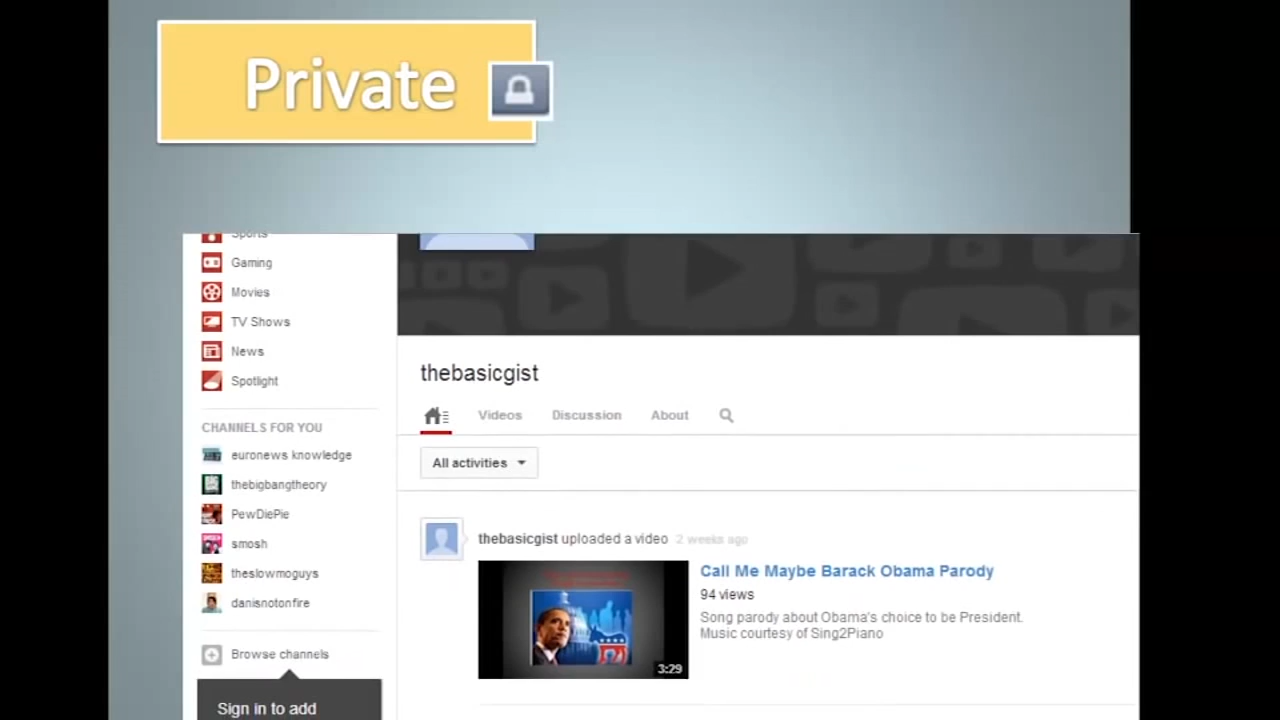 Private
Sports
Gaming
Movies
TV Shows
News
Spotlight
CHANNELS FOR YOU
euronews knowledge
thebigbangtheory
PewDiePie
smosh
theslowmoguys
danisnotonfire
Browse channels
Sign in to add
thebasicgist
Videos Discussion About
All activities
thebasicgist uploaded a video 2 weeks ago
Call Me Maybe Barack Obama Parody
94 views
Song parody about Obama's choice to be President.
Music courtesy of Sing2Piano
3:29